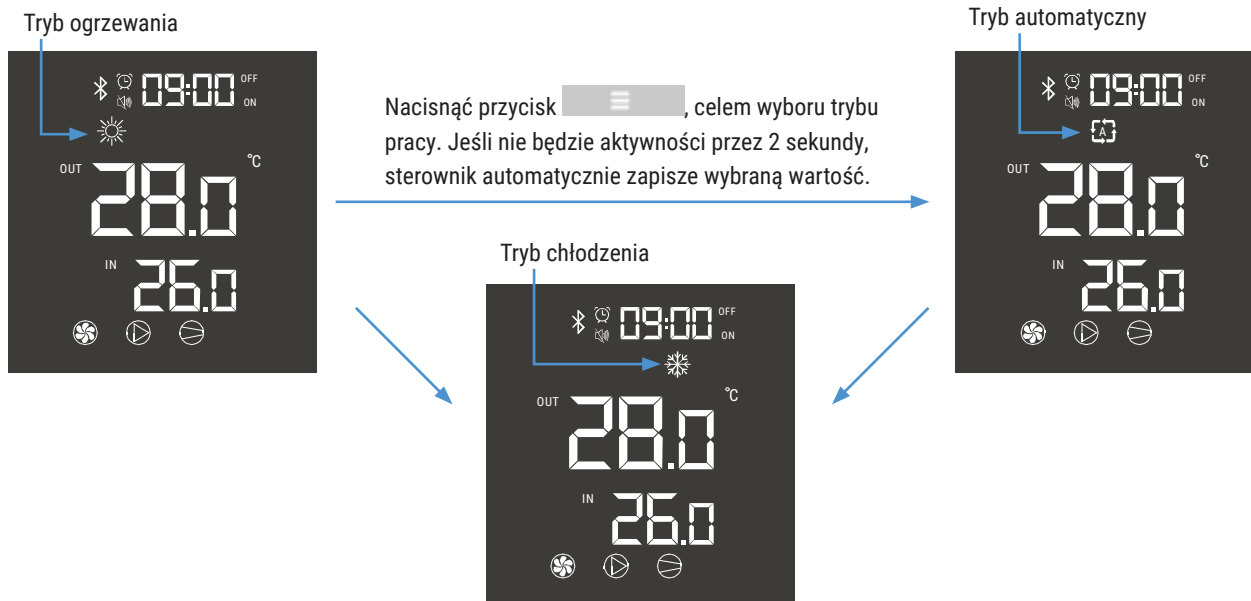 Tryb ogrzewania
09:00 OFF
ON
OUT 28.0 °C
IN 26.0
Nacisnąć przycisk , celem wyboru trybu
pracy. Jeśli nie będzie aktywności przez 2 sekundy,
sterownik automatycznie zapisze wybraną wartość.
Tryb automatyczny
09:00 OFF
ON
A
OUT 28.0 °C
IN 26.0
Tryb chłodzenia
09:00 OFF
ON
OUT 28.0 °C
IN 26.0